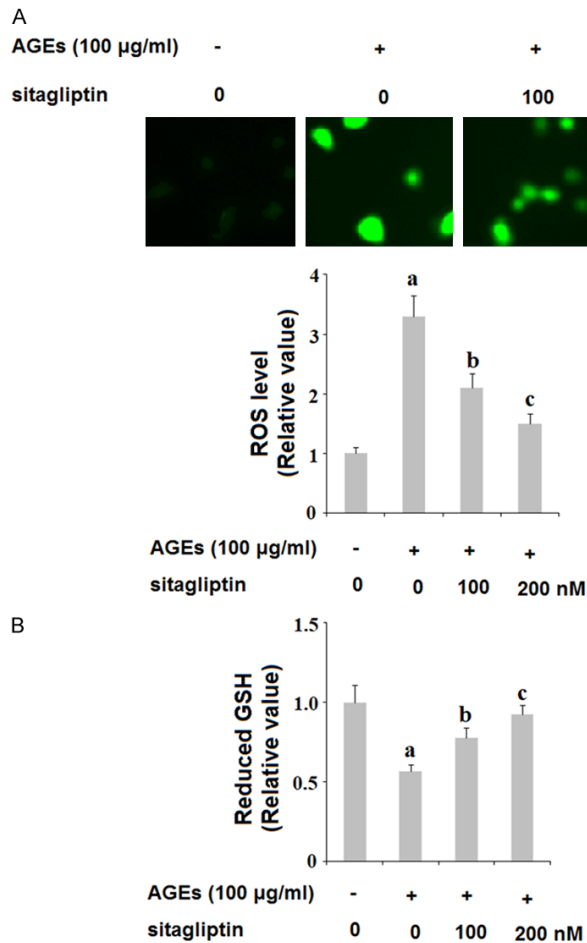 A
AGEs (100 µg/ml) - + +
sitagliptin 0 0 100
4
3
2
1
0
ROS level
(Relative value)
a
b
c
AGEs (100 µg/ml) - + + +
sitagliptin 0 0 100 200 nM
B
1.5
1.0
0.5
0
Reduced GSH
(Relative value)
a
b
c
AGEs (100 µg/ml) - + + +
sitagliptin 0 0 100 200 nM